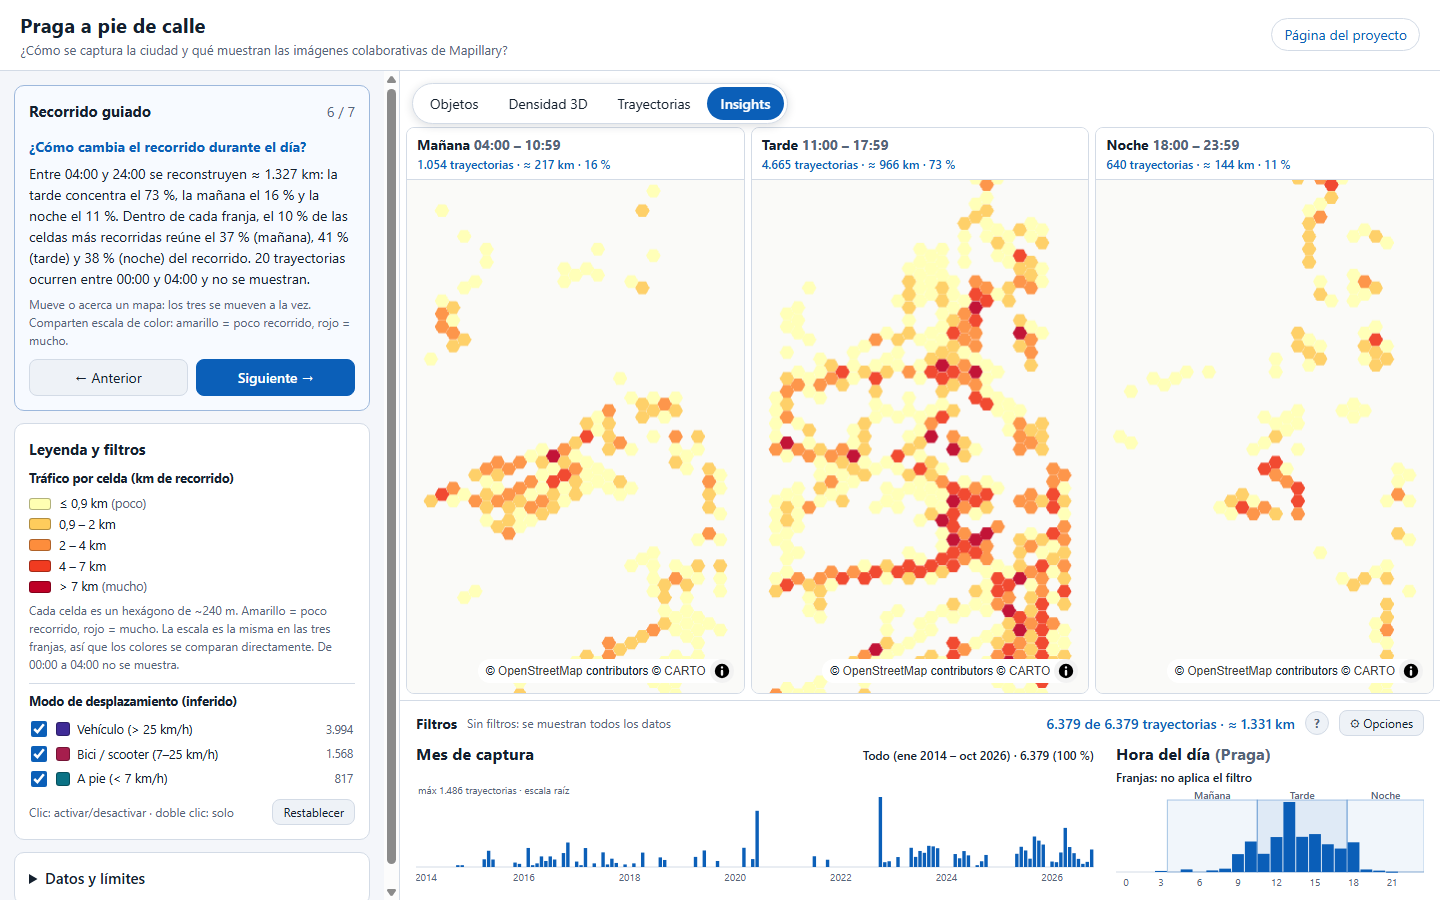 Praga a pie de calle
¿Cómo se captura la ciudad y qué muestran las imágenes colaborativas de Mapillary?
Página del proyecto
Recorrido guiado
6 / 7
¿Cómo cambia el recorrido durante el día?
Entre 04:00 y 24:00 se reconstruyen ≈ 1.327 km: la
tarde concentra el 73 %, la mañana el 16 % y la
noche el 11 %. Dentro de cada franja, el 10 % de las
celdas más recorridas reúne el 37 % (mañana), 41 %
(tarde) y 38 % (noche) del recorrido. 20 trayectorias
ocurren entre 00:00 y 04:00 y no se muestran.
Mueve o acerca un mapa: los tres se mueven a la vez.
Comparten escala de color: amarillo = poco recorrido, rojo =
mucho.
← Anterior
Siguiente →
Leyenda y filtros
Tráfico por celda (km de recorrido)
≤ 0,9 km (poco)
0,9 – 2 km
2 – 4 km
4 – 7 km
> 7 km (mucho)
Cada celda es un hexágono de ~240 m. Amarillo = poco
recorrido, rojo = mucho. La escala es la misma en las tres
franjas, así que los colores se comparan directamente. De
00:00 a 04:00 no se muestra.
Modo de desplazamiento (inferido)
Vehículo (> 25 km/h) 3.994
Bici / scooter (7–25 km/h) 1.568
A pie (< 7 km/h) 817
Clic: activar/desactivar · doble clic: solo
Restablecer
▶ Datos y límites
Objetos
Densidad 3D
Trayectorias
Insights
Mañana 04:00 – 10:59
1.054 trayectorias · ≈ 217 km · 16 %
© OpenStreetMap contributors © CARTO
Tarde 11:00 – 17:59
4.665 trayectorias · ≈ 966 km · 73 %
© OpenStreetMap contributors © CARTO
Noche 18:00 – 23:59
640 trayectorias · ≈ 144 km · 11 %
© OpenStreetMap contributors © CARTO
Filtros
Sin filtros: se muestran todos los datos
6.379 de 6.379 trayectorias · ≈ 1.331 km
?
⚙ Opciones
Mes de captura
Todo (ene 2014 – oct 2026) · 6.379 (100 %)
máx 1.486 trayectorias · escala raíz
2014 2016 2018 2020 2022 2024 2026
Hora del día (Praga)
Franjas: no aplica el filtro
Mañana Tarde Noche
0 3 6 9 12 15 18 21